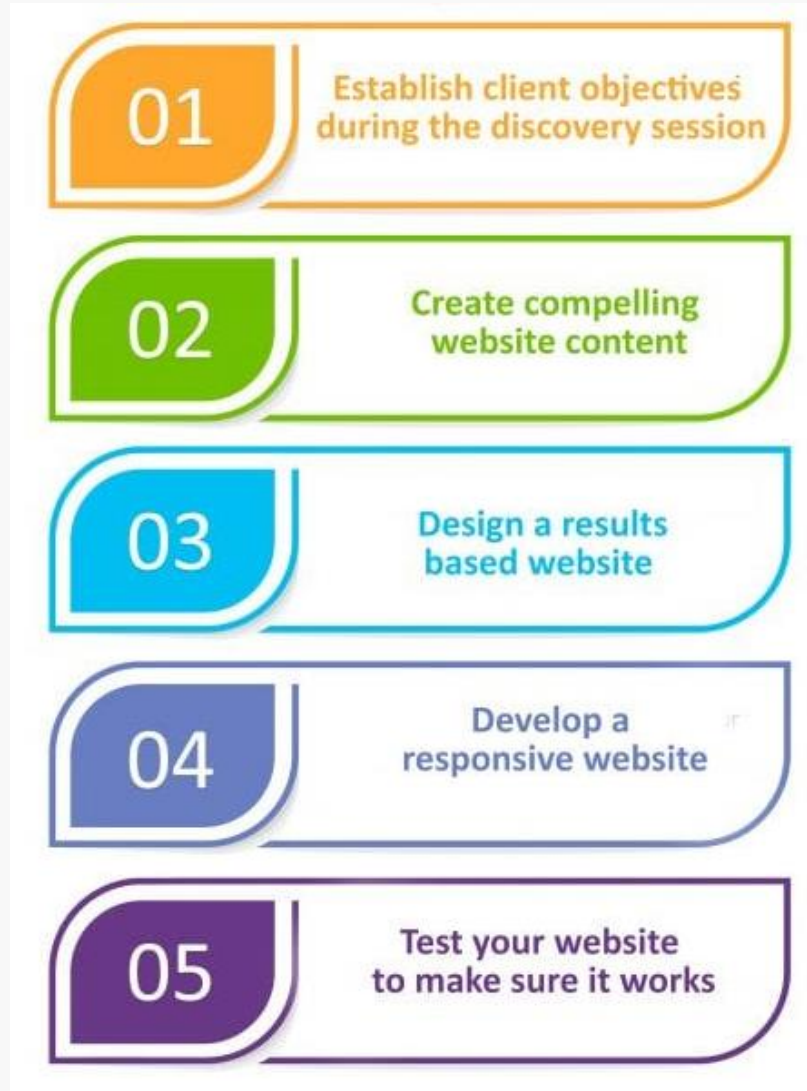 01
Establish client objectives
during the discovery session
02
Create compelling
website content
03
Design a results
based website
04
Develop a
responsive website
05
Test your website
to make sure it works